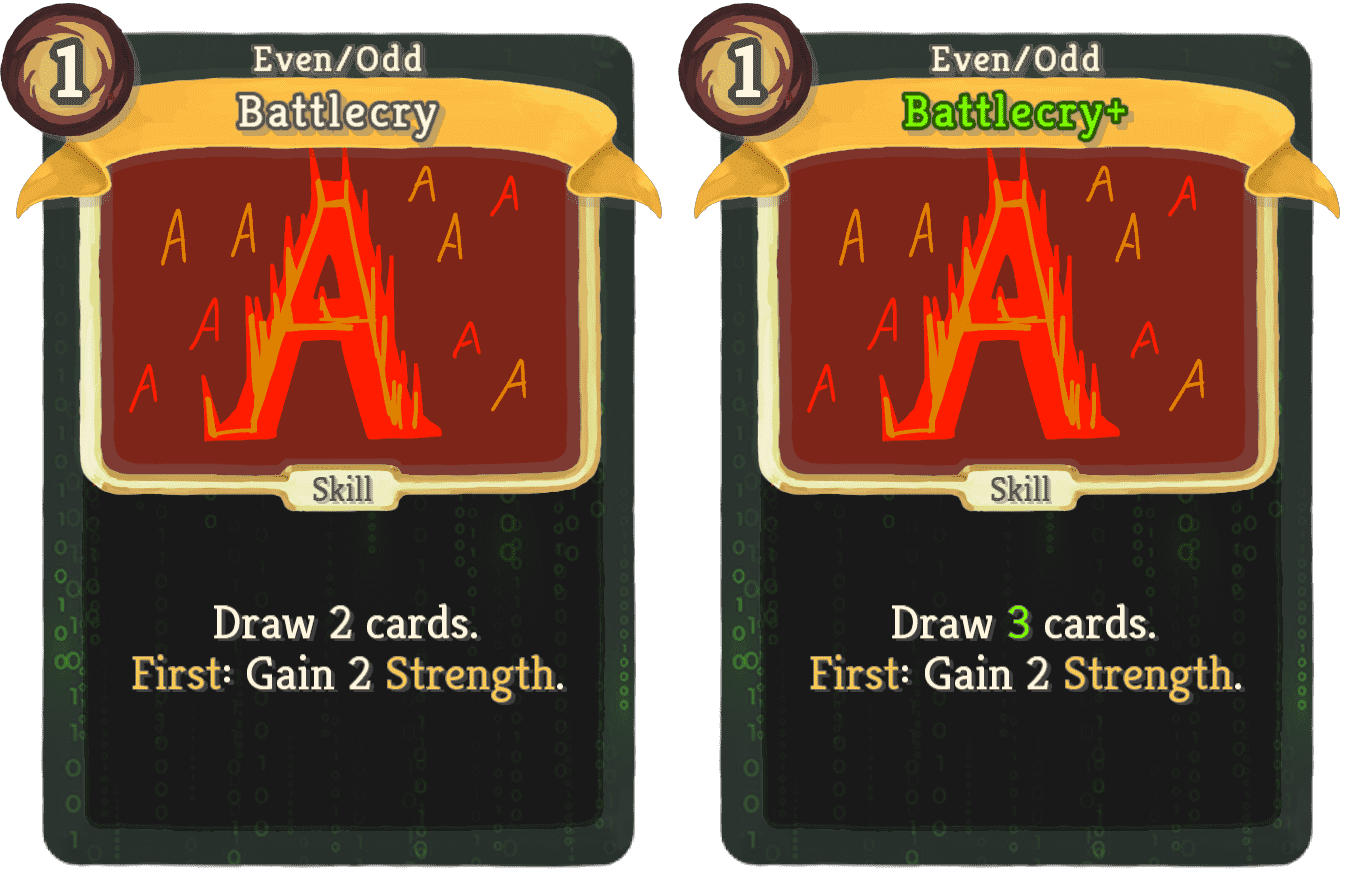 1
Even/Odd
Battlecry
A A A A A A A A A A
Skill
Draw 2 cards.
First: Gain 2 Strength.
1
Even/Odd
Battlecry+
A A A A A A A A A A
Skill
Draw 3 cards.
First: Gain 2 Strength.